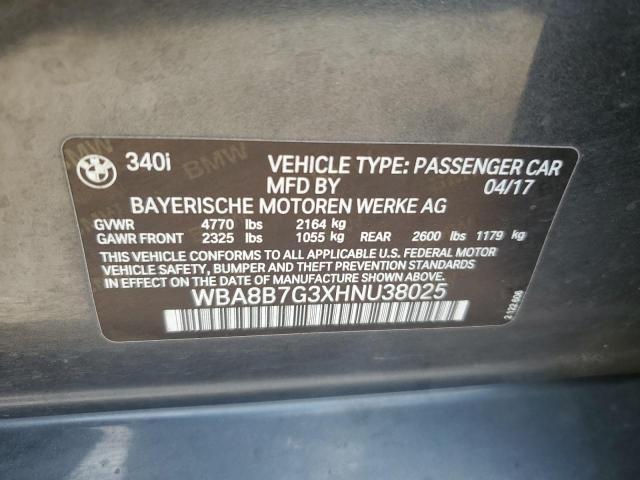 BMW
340i
VEHICLE TYPE: PASSENGER CAR
MFD BY 04/17
BAYERISCHE MOTOREN WERKE AG
GVWR 4770 lbs 2164 kg
GAWR FRONT 2325 lbs 1055 kg REAR 2600 lbs 1179 kg
THIS VEHICLE CONFORMS TO ALL APPLICABLE U.S. FEDERAL MOTOR
VEHICLE SAFETY, BUMPER AND THEFT PREVENTION STANDARDS
IN EFFECT ON THE DATE OF MANUFACTURE SHOWN ABOVE.
WBA8B7G3XHNU38025